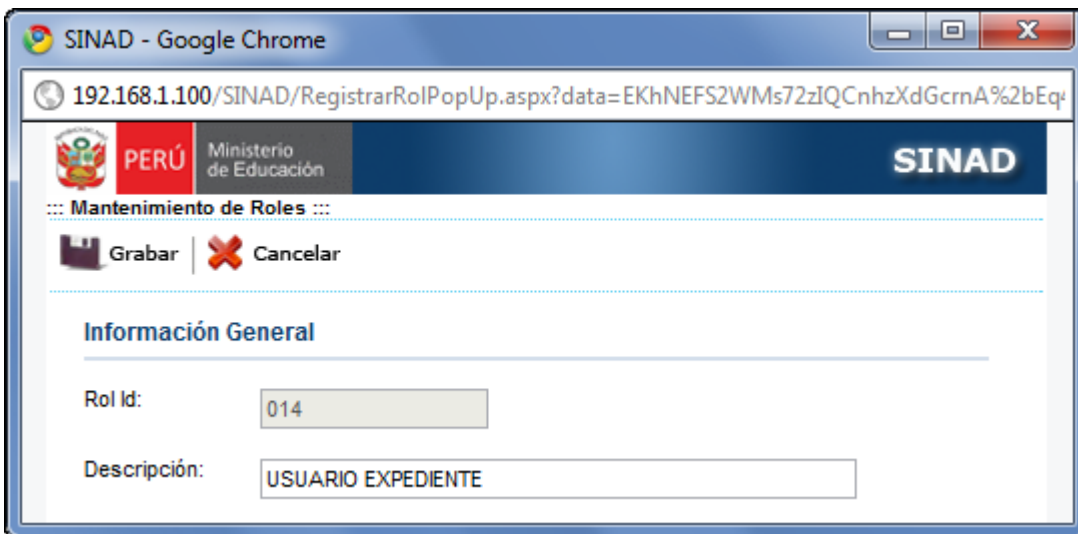 SINAD - Google Chrome
192.168.1.100/SINAD/RegistrarRolPopUp.aspx?data=EKhNEFS2WMs72zIQCnhzXdGcrnA%2bEq
PERÚ Ministerio de Educación SINAD
::: Mantenimiento de Roles :::
Grabar Cancelar
Información General
Rol Id: 014
Descripción: USUARIO EXPEDIENTE